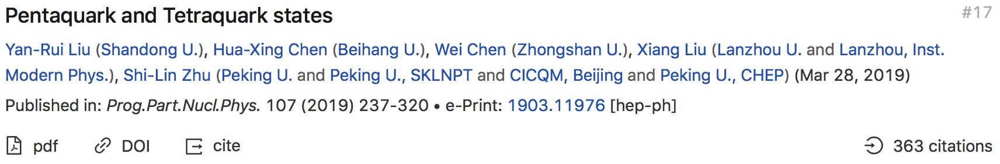 Pentaquark and Tetraquark states #17
Yan-Rui Liu (Shandong U.), Hua-Xing Chen (Beihang U.), Wei Chen (Zhongshan U.), Xiang Liu (Lanzhou U. and Lanzhou, Inst.
Modern Phys.), Shi-Lin Zhu (Peking U. and Peking U., SKLNPT and CICQM, Beijing and Peking U., CHEP) (Mar 28, 2019)
Published in: Prog.Part.Nucl.Phys. 107 (2019) 237-320 • e-Print: 1903.11976 [hep-ph]
pdf DOI cite 363 citations